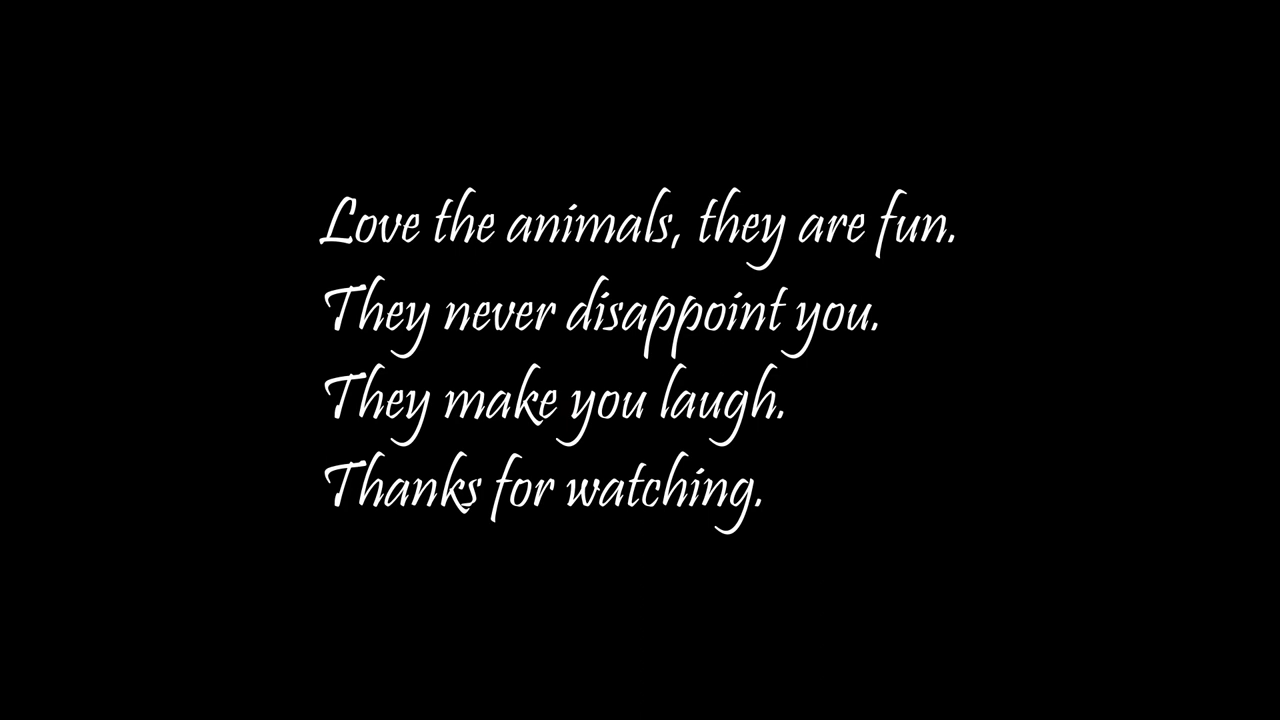 Love the animals, they are fun.
They never disappoint you.
They make you laugh.
Thanks for watching.